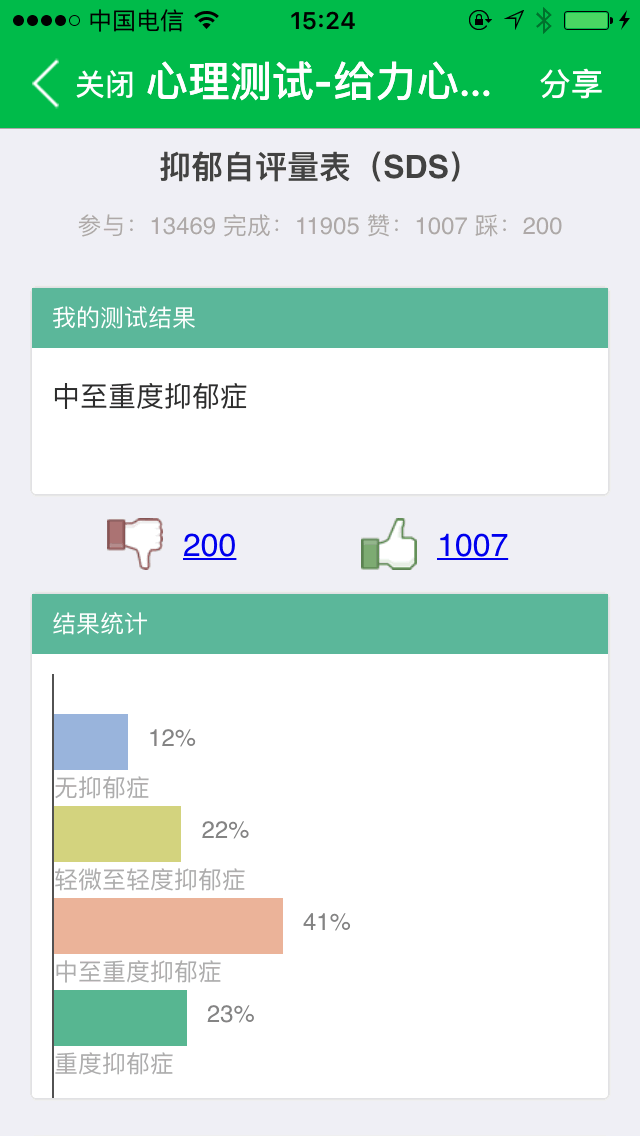 中国电信 15:24
关闭 心理测试-给力心... 分享
抑郁自评量表（SDS）
参与：13469 完成：11905 赞：1007 踩：200
我的测试结果
中至重度抑郁症
200 1007
结果统计
12%
无抑郁症
22%
轻微至轻度抑郁症
41%
中至重度抑郁症
23%
重度抑郁症